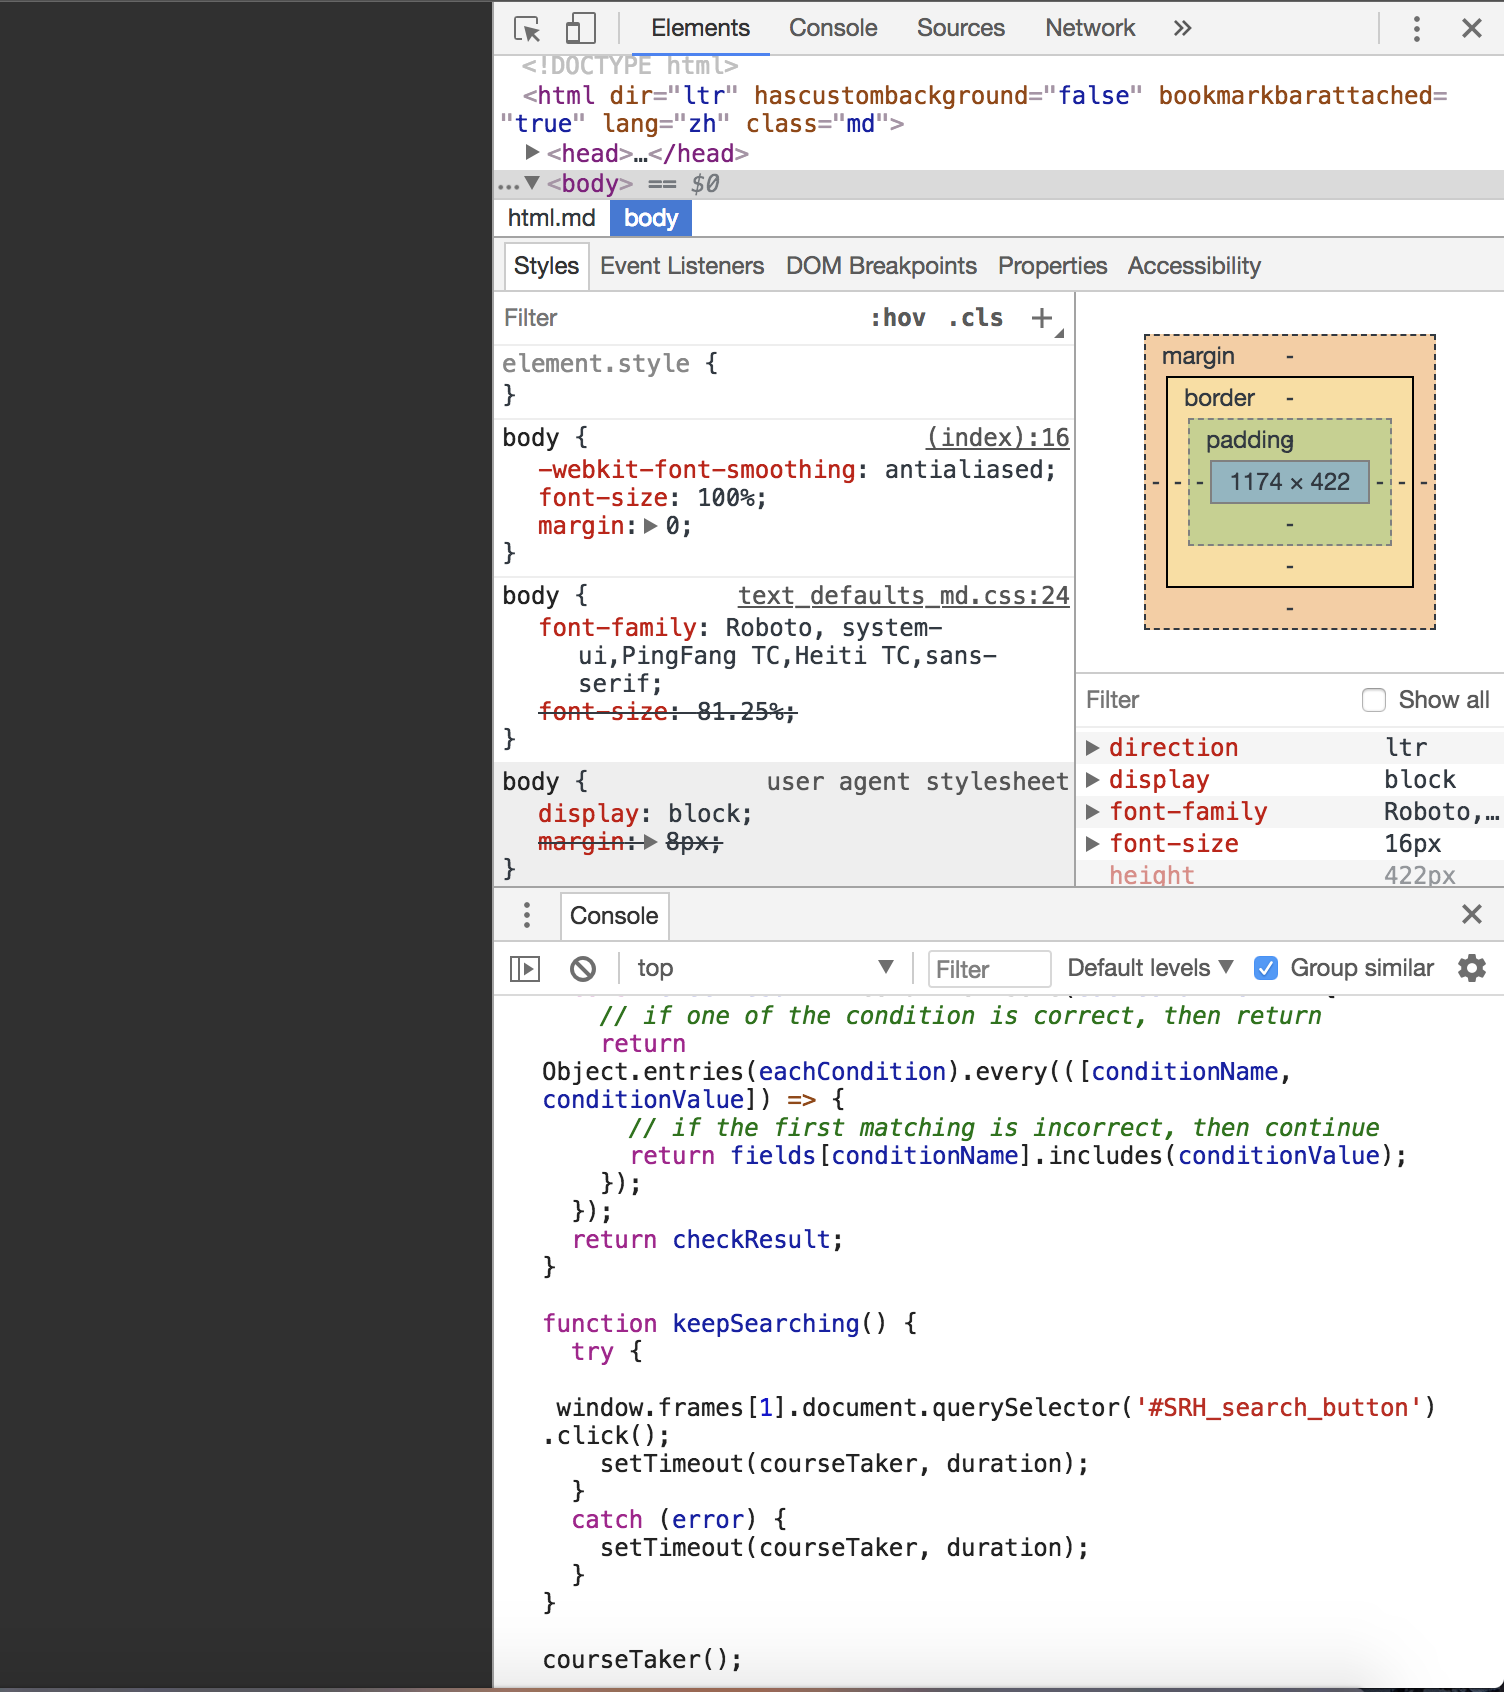 Elements Console Sources Network »
<!DOCTYPE html>
<html dir="ltr" hascustombackground="false" bookmarkbarattached=
"true" lang="zh" class="md">
▶<head>…</head>
…▼<body> == $0
html.md body
Styles Event Listeners DOM Breakpoints Properties Accessibility
Filter :hov .cls +
element.style {
}
body { (index):16
-webkit-font-smoothing: antialiased;
font-size: 100%;
margin:▶0;
}
body { text_defaults_md.css:24
font-family: Roboto, system-
ui,PingFang TC,Heiti TC,sans-
serif;
font-size: 81.25%;
}
body { user agent stylesheet
display: block;
margin:▶8px;
}
margin -
border -
padding -
- - - 1174 × 422 - - -
-
-
-
Filter Show all
▶ direction ltr
▶ display block
▶ font-family Roboto,…
▶ font-size 16px
height 422px
Console
top ▼ Filter Default levels ▼ Group similar
// if one of the condition is correct, then return
return
Object.entries(eachCondition).every(([conditionName,
conditionValue]) => {
// if the first matching is incorrect, then continue
return fields[conditionName].includes(conditionValue);
});
});
return checkResult;
}
function keepSearching() {
try {
window.frames[1].document.querySelector('#SRH_search_button')
.click();
setTimeout(courseTaker, duration);
}
catch (error) {
setTimeout(courseTaker, duration);
}
}
courseTaker();